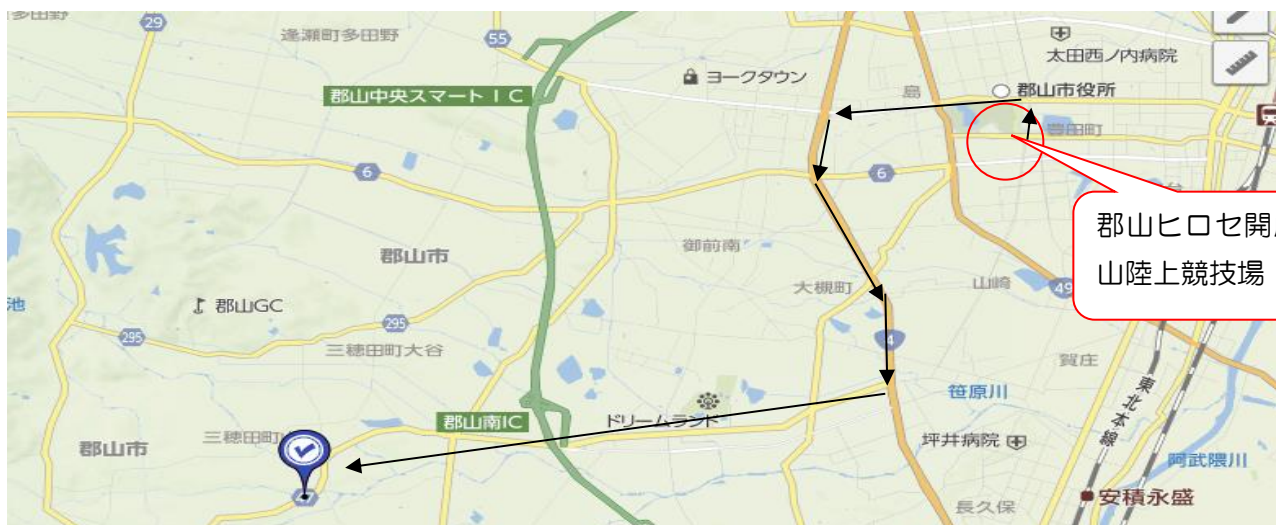 多田野
29
逢瀬町多田野
55
太田西ノ内病院
ヨークタウン
島
郡山市役所
郡山中央スマートIC
豊田町
6
6
台
郡山ヒロセ開
山陸上競技場
御前南
郡山市
大槻町
山崎
49
池
郡山GC
295
295
三穂田町大谷
4
賀庄
笹原川
東北本線
郡山南IC
ドリームランド
三穂田町
郡山市
坪井病院
阿武隈川
47
安積永盛
長久保